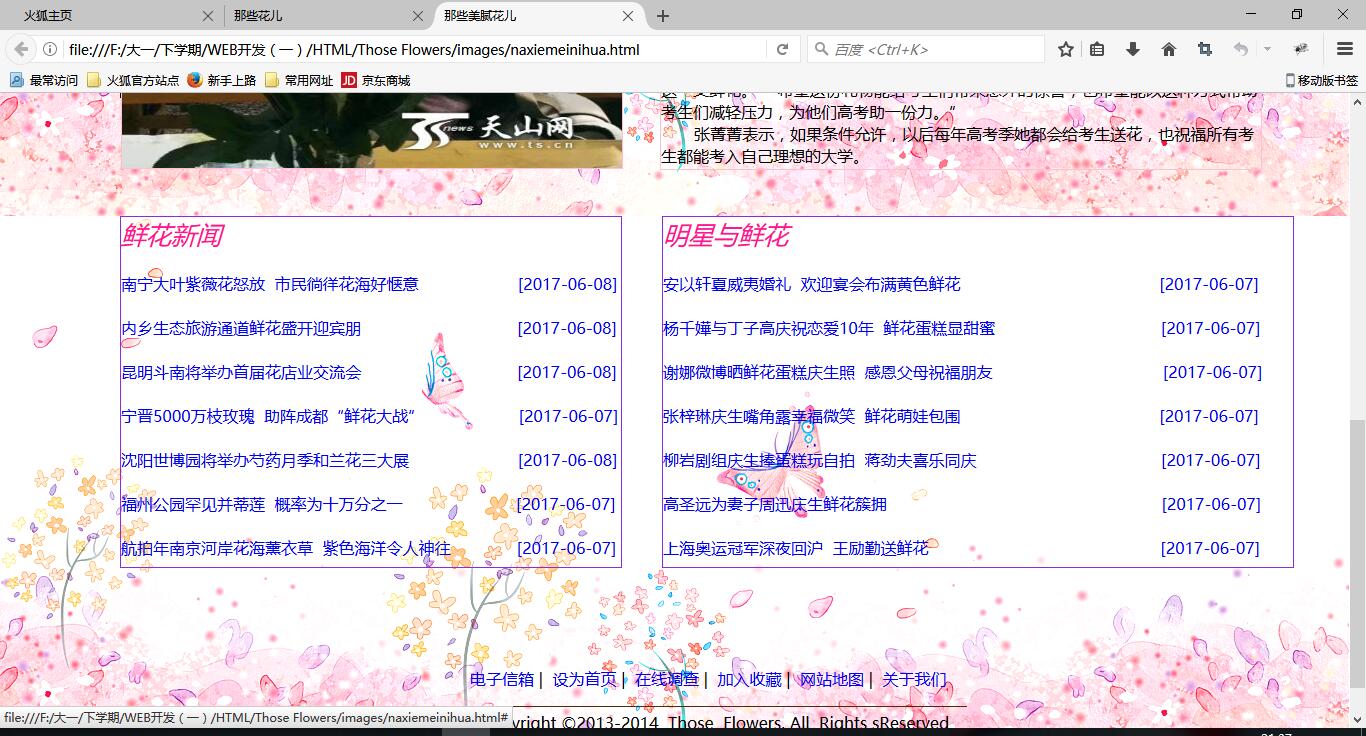 火狐主页
那些花儿
那些美腻花儿
file:///F:/大一/下学期/WEB开发（一）/HTML/Those Flowers/images/naxiemeinihua.html
百度 <Ctrl+K>
最常访问 火狐官方站点 新手上路 常用网址 JD 京东商城 移动版书签
TS news 天山网
www.ts.cn
考生们减轻压力，为他们高考助一份力。”
张菁菁表示，如果条件允许，以后每年高考季她都会给考生送花，也祝福所有考
生都能考入自己理想的大学。
鲜花新闻
南宁大叶紫薇花怒放 市民徜徉花海好惬意 [2017-06-08]
内乡生态旅游通道鲜花盛开迎宾朋 [2017-06-08]
昆明斗南将举办首届花店业交流会 [2017-06-08]
宁晋5000万枝玫瑰 助阵成都“鲜花大战” [2017-06-07]
沈阳世博园将举办芍药月季和兰花三大展 [2017-06-08]
福州公园罕见并蒂莲 概率为十万分之一 [2017-06-07]
航拍年南京河岸花海薰衣草 紫色海洋令人神往 [2017-06-07]
明星与鲜花
安以轩夏威夷婚礼 欢迎宴会布满黄色鲜花 [2017-06-07]
杨千嬅与丁子高庆祝恋爱10年 鲜花蛋糕显甜蜜 [2017-06-07]
谢娜微博晒鲜花蛋糕庆生照 感恩父母祝福朋友 [2017-06-07]
张梓琳庆生嘴角露幸福微笑 鲜花萌娃包围 [2017-06-07]
柳岩剧组庆生捧蛋糕玩自拍 蒋劲夫喜乐同庆 [2017-06-07]
高圣远为妻子周迅庆生鲜花簇拥 [2017-06-07]
上海奥运冠军深夜回沪 王励勤送鲜花 [2017-06-07]
电子信箱 | 设为首页 | 在线调查 | 加入收藏 | 网站地图 | 关于我们
file:///F:/大一/下学期/WEB开发（一）/HTML/Those Flowers/images/naxiemeinihua.html#
yright ©2013-2014 Those Flowers. All Rights sReserved